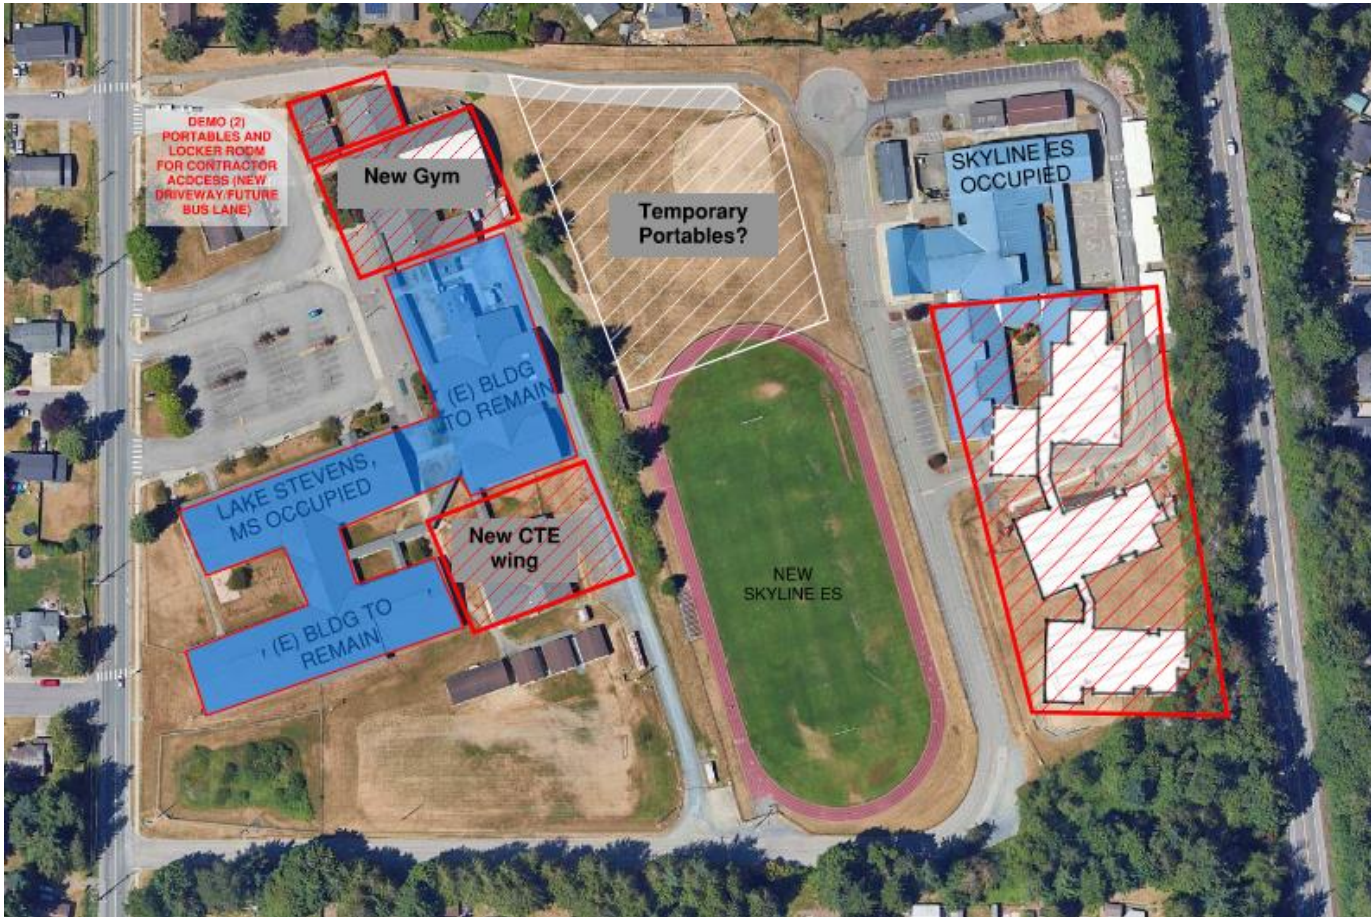 DEMO (2)
PORTABLES AND
LOCKER ROOM
FOR CONTRACTOR
ACOCESS (NEW
DRIVEWAY/FUTURE
BUS LANE)
New Gym
Temporary
Portables?
SKYLINE ES
OCCUPIED
(E) BLDG
TO REMAIN
LAKE STEVENS,
MS OCCUPIED
New CTE
wing
NEW
SKYLINE ES
, (E) BLDG TO
REMAIN